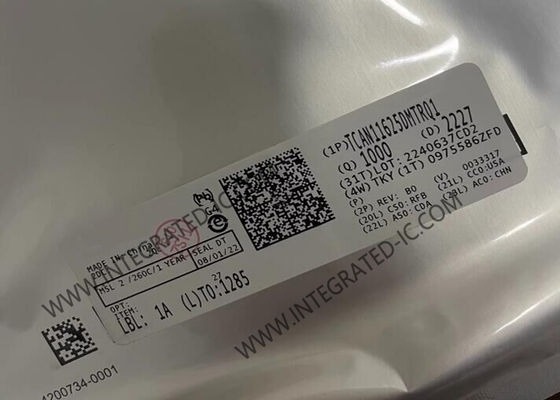 (1P)TCAN11625DMTRQ1
(Q) 1000 (D) 2227
(31T)LOT: 2240637CD2
(4W) TKY (1T) 0975586ZFD
(P)
(2P) REV: B0 (V) 0033317
(20L) CSO: RFB (21L) CCO:USA
(22L) ASO: CDA (23L) ACO: CHN
MADE IN: China
MSL 2 /260C/1 YEAR SEAL DT
08/01/22
OPT:
ITEM: 27
LBL: 1A (L)TO:1285
4200734-0001
WWW.INTEGRATED-IC.COM
WWW.INTEGRATED-IC.COM